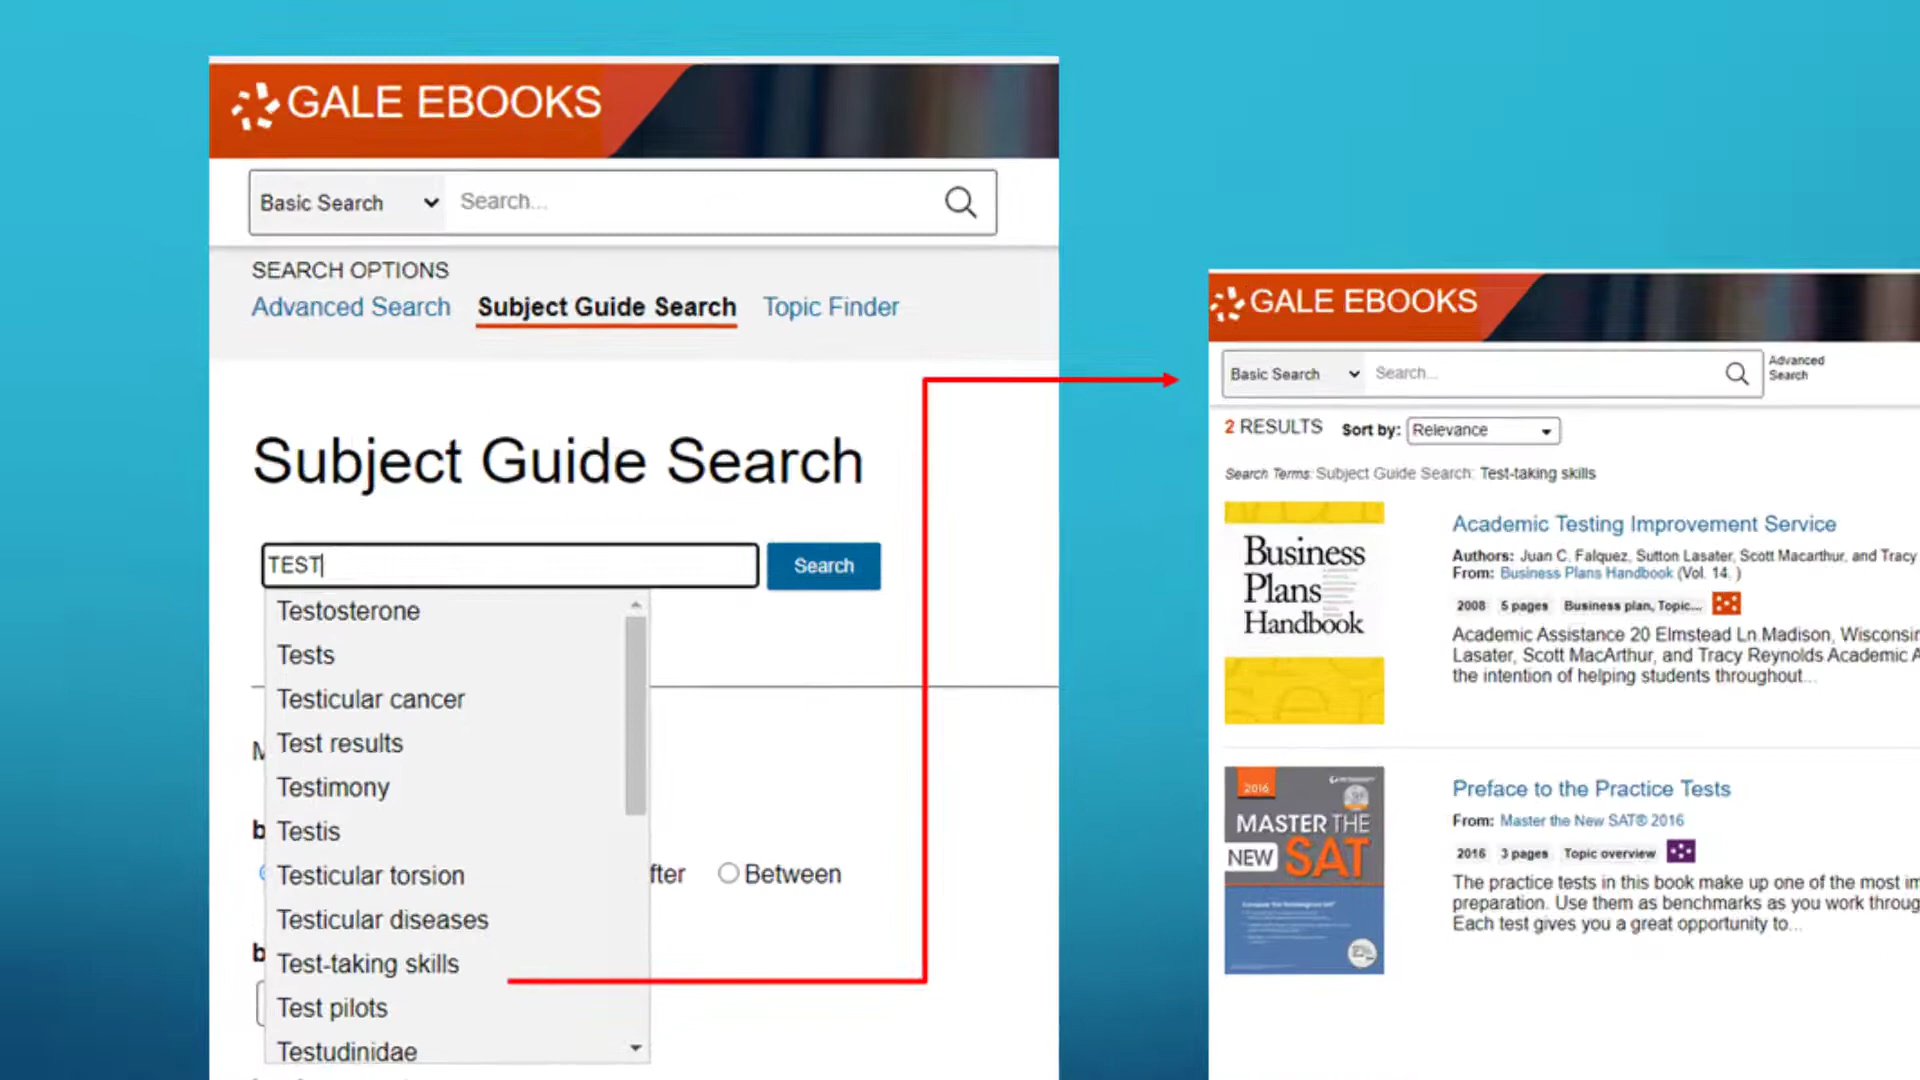 GALE EBOOKS
Basic Search
Search...
SEARCH OPTIONS
Advanced Search Subject Guide Search Topic Finder
Subject Guide Search
TEST
Search
Testosterone
Tests
Testicular cancer
Test results
Testimony
Testis
Testicular torsion
fter Between
Testicular diseases
Test-taking skills
Test pilots
Testudinidae
GALE EBOOKS
Basic Search
Search...
Advanced
Search
2 RESULTS Sort by: Relevance
Search Terms: Subject Guide Search: Test-taking skills
Business
Plans
Handbook
Academic Testing Improvement Service
Authors: Juan C. Falquez, Sutton Lasater, Scott Macarthur, and Tracy
From: Business Plans Handbook (Vol. 14. )
2008 5 pages Business plan, Topic...
Academic Assistance 20 Elmstead Ln.Madison, Wisconsin
Lasater, Scott MacArthur, and Tracy Reynolds Academic A
the intention of helping students throughout...
2016
MASTER THE
NEW SAT
Preface to the Practice Tests
From: Master the New SAT® 2016
2016 3 pages Topic overview
The practice tests in this book make up one of the most im
preparation. Use them as benchmarks as you work throug
Each test gives you a great opportunity to...